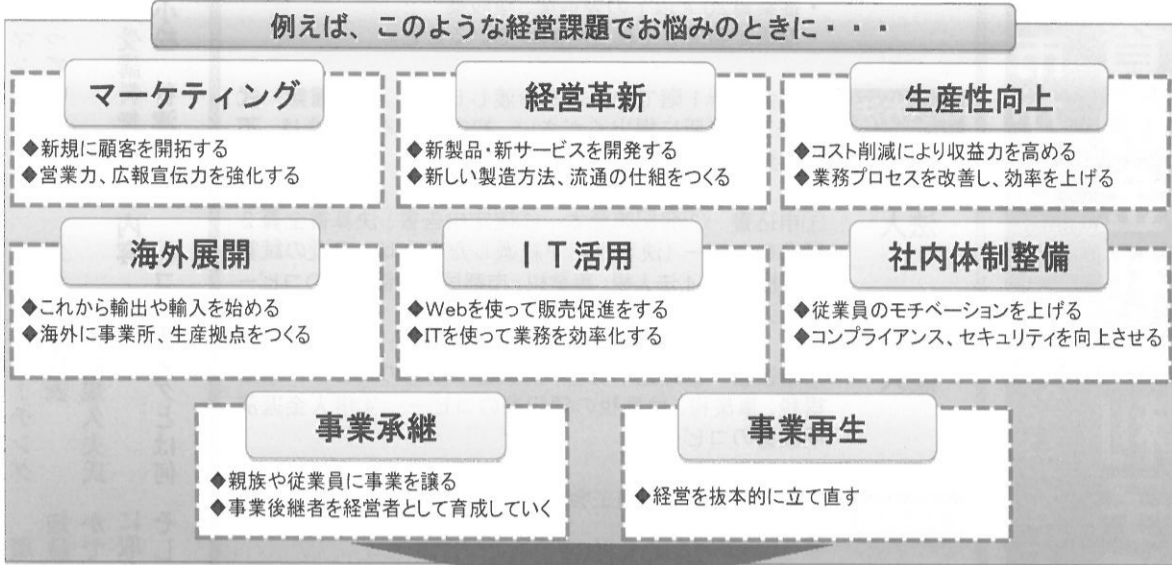 例えば、このような経営課題でお悩みのときに・・・
マーケティング
◆新規に顧客を開拓する
◆営業力、広報宣伝力を強化する
経営革新
◆新製品・新サービスを開発する
◆新しい製造方法、流通の仕組をつくる
生産性向上
◆コスト削減により収益力を高める
◆業務プロセスを改善し、効率を上げる
海外展開
◆これから輸出や輸入を始める
◆海外に事業所、生産拠点をつくる
ＩＴ活用
◆Webを使って販売促進をする
◆ITを使って業務を効率化する
社内体制整備
◆従業員のモチベーションを上げる
◆コンプライアンス、セキュリティを向上させる
事業承継
◆親族や従業員に事業を譲る
◆事業後継者を経営者として育成していく
事業再生
◆経営を抜本的に立て直す